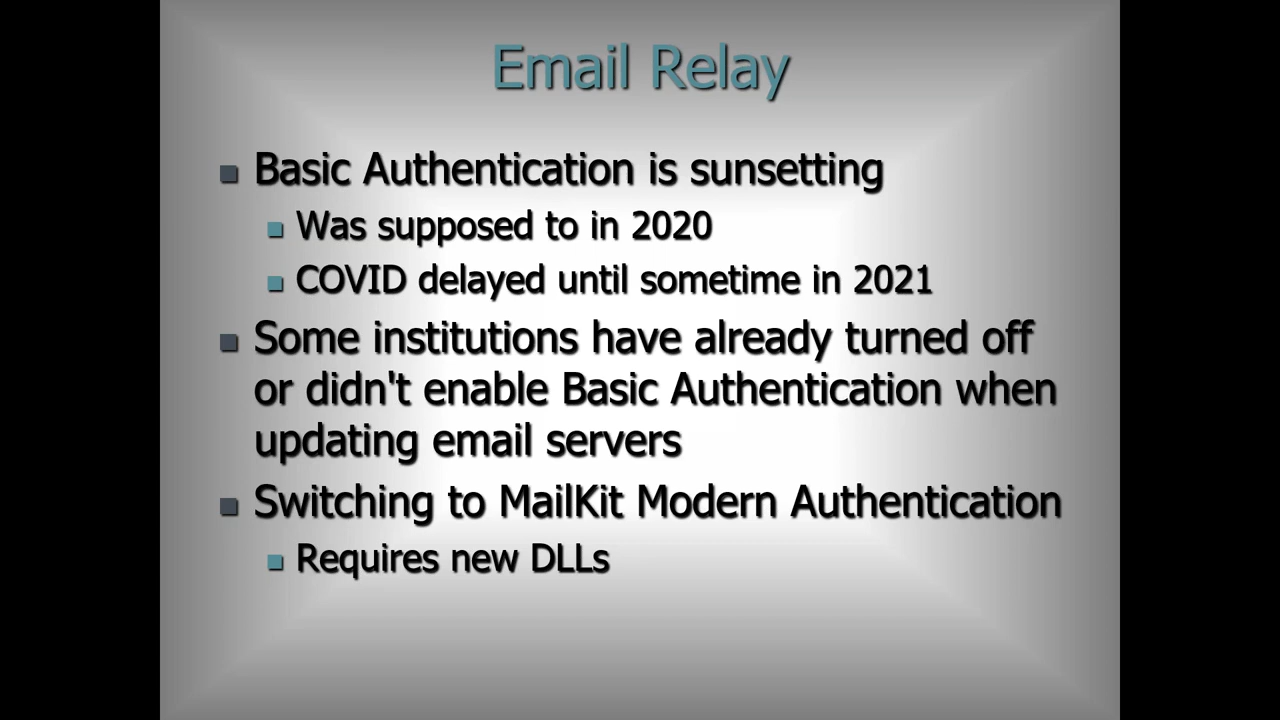 Email Relay
Basic Authentication is sunsetting
Was supposed to in 2020
COVID delayed until sometime in 2021
Some institutions have already turned off
or didn't enable Basic Authentication when
updating email servers
Switching to MailKit Modern Authentication
Requires new DLLs